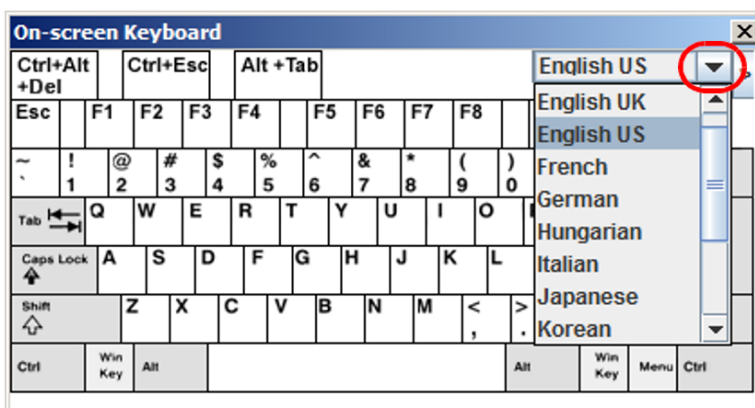 On-screen Keyboard X
Ctrl+Alt
+Del Ctrl+Esc Alt +Tab English US
Esc F1 F2 F3 F4 F5 F6 F7 F8
English UK
English US
French
German
Hungarian
Italian
Japanese
Korean
~ ! @ # $ % ^ & * ( )
` 1 2 3 4 5 6 7 8 9 0
Tab Q W E R T Y U I O
Caps Lock A S D F G H J K L
Shift Z X C V B N M < >
, .
Ctrl Win Key Alt Alt Win Key Menu Ctrl